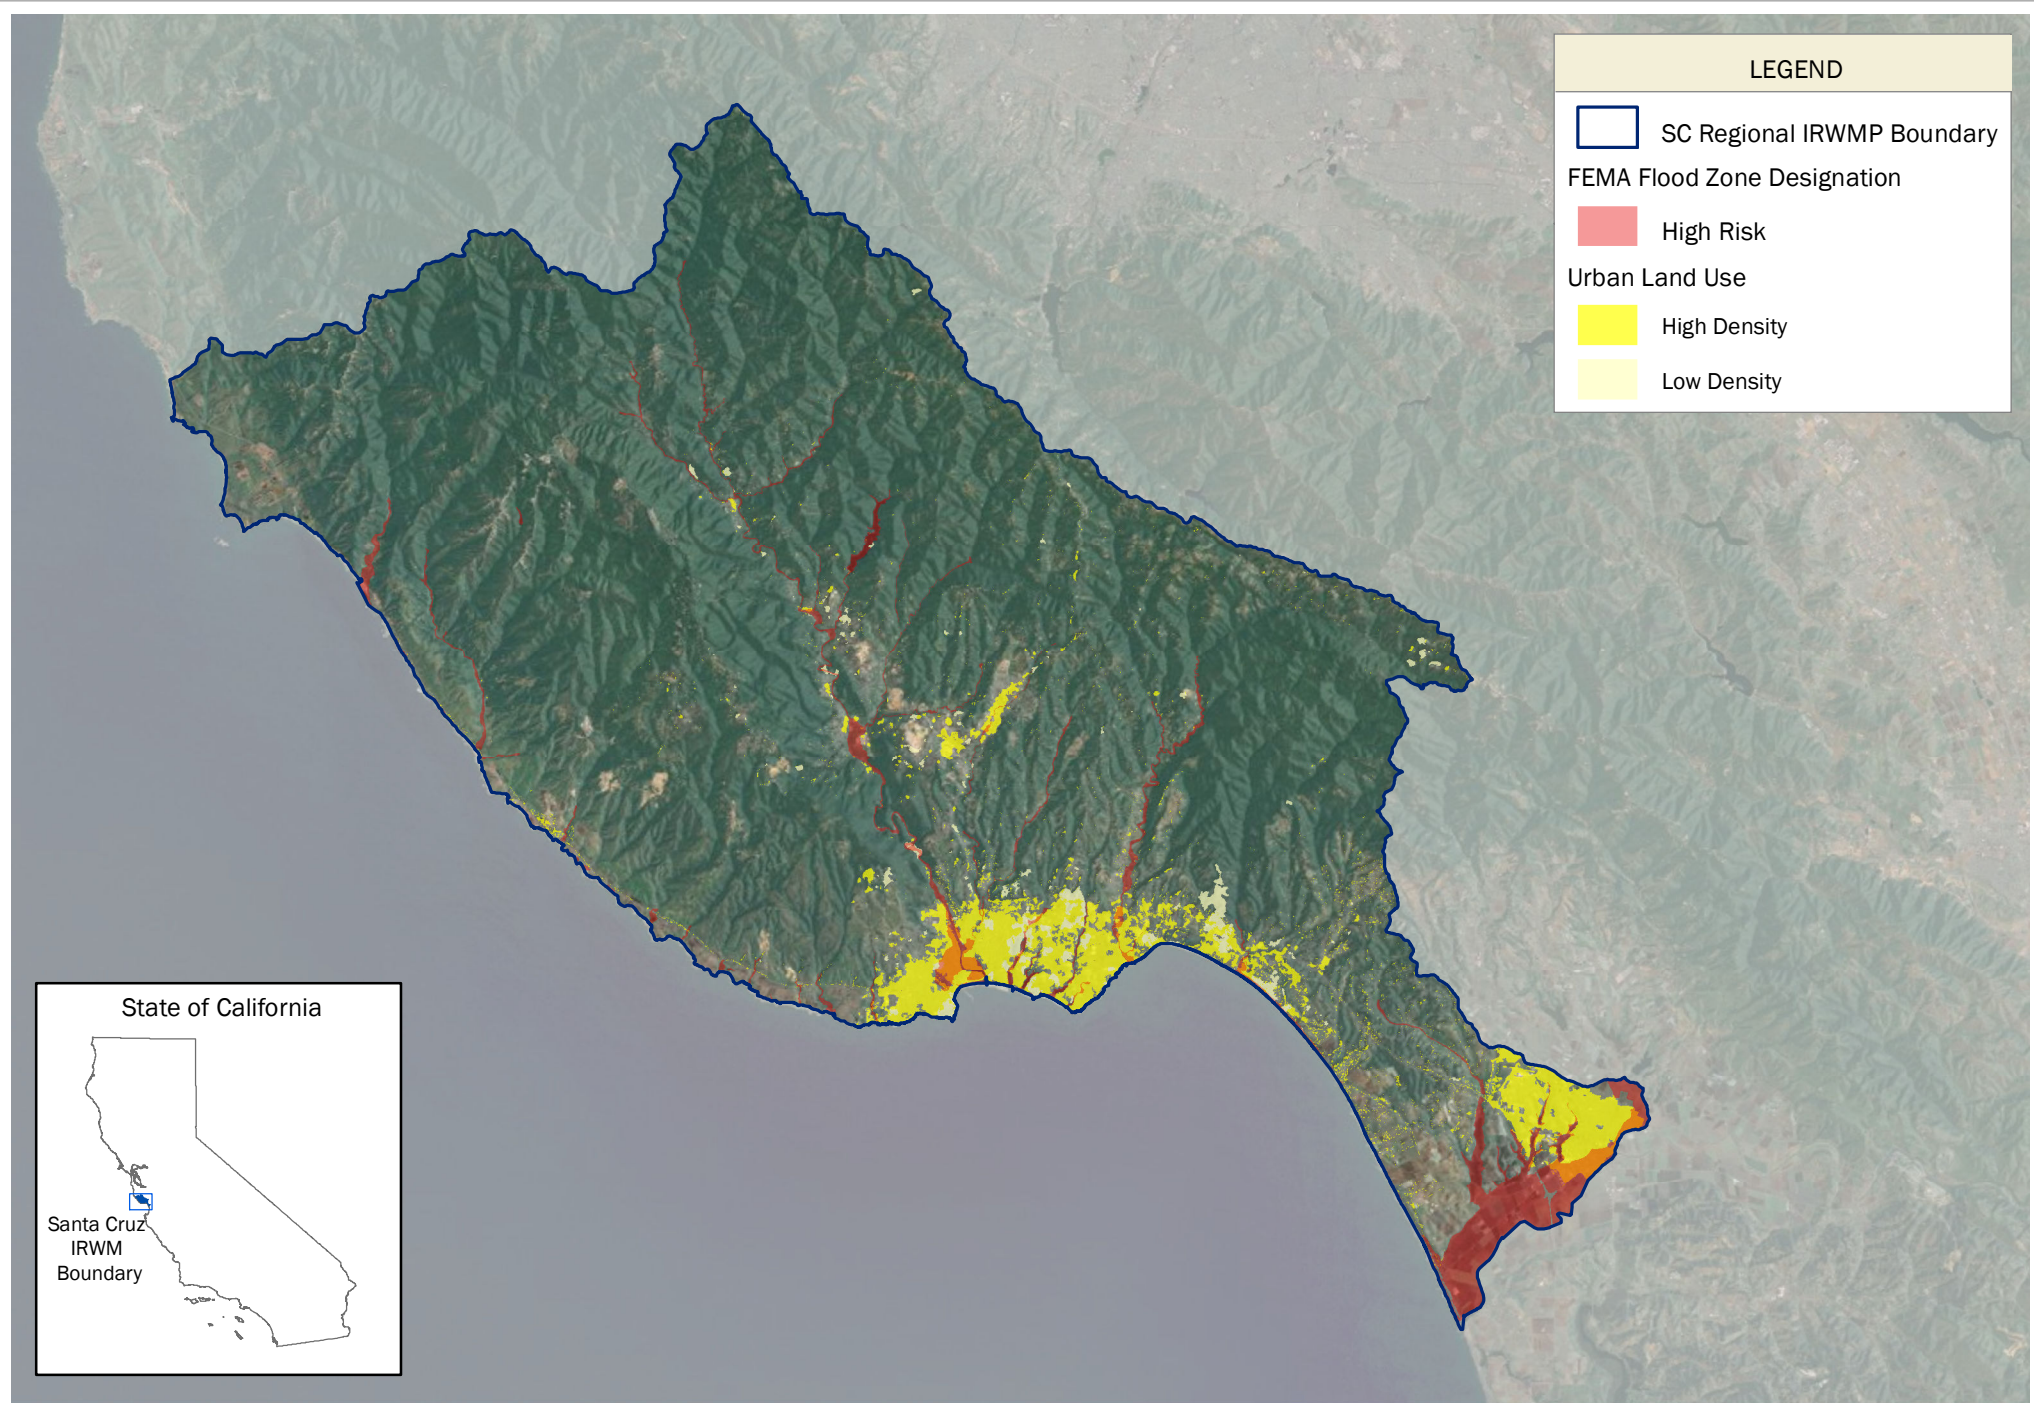 LEGEND
SC Regional IRWMP Boundary
FEMA Flood Zone Designation
High Risk
Urban Land Use
High Density
Low Density
State of California
Santa Cruz
IRWM
Boundary